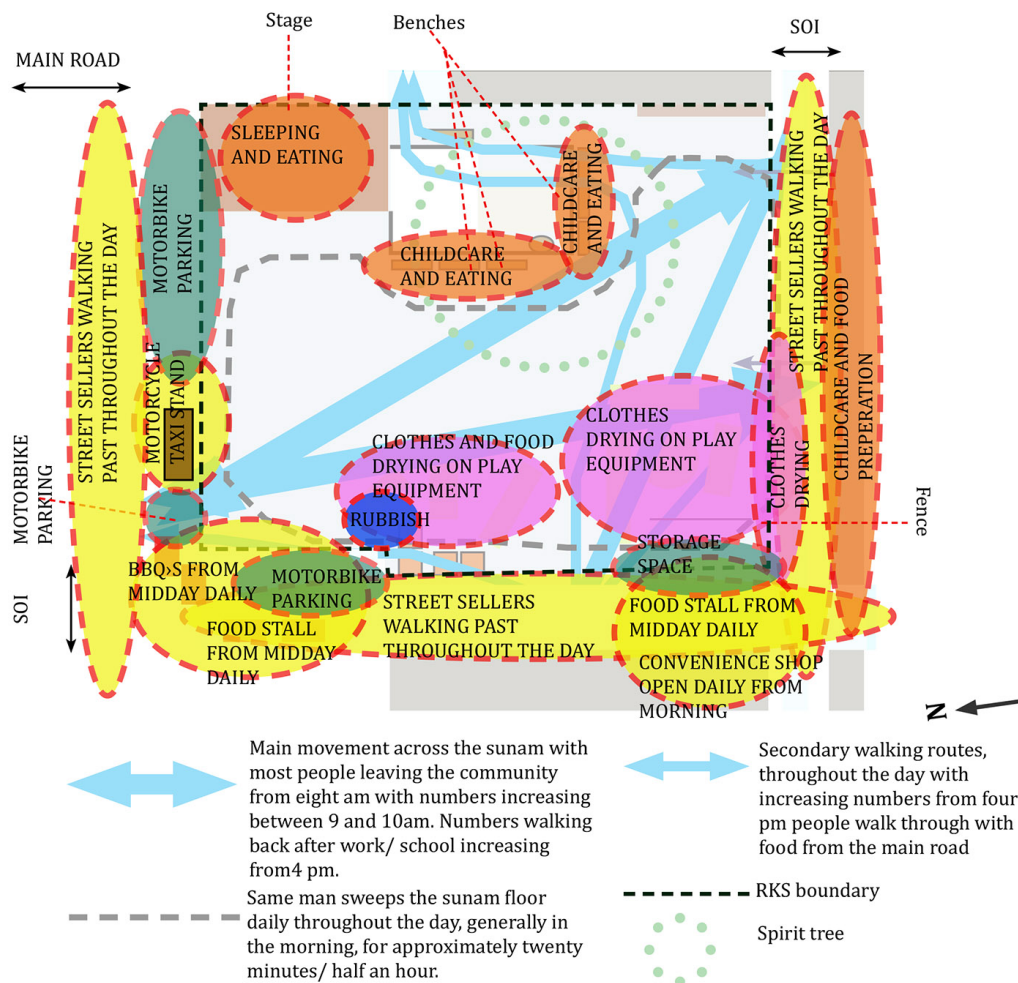 Stage
Benches
SOI
MAIN ROAD
SLEEPING
AND EATING
CHILDCARE
AND EATING
CHILDCARE
AND EATING
MOTORBIKE
PARKING
STREET SELLERS WALKING
PAST THROUGHOUT THE DAY
STREET SELLERS WALKING
PAST THROUGHOUT THE DAY
CHILDCARE AND FOOD
PREPERATION
MOTORCYCLE
TAXI STAND
MOTORBIKE
PARKING
CLOTHES AND FOOD
DRYING ON PLAY
EQUIPMENT
CLOTHES
DRYING ON PLAY
EQUIPMENT
CLOTHES
DRYING
RUBBISH
Fence
STORAGE
SPACE
SOI
BBQ›S FROM
MIDDAY DAILY
MOTORBIKE
PARKING
FOOD STALL
FROM MIDDAY
DAILY
STREET SELLERS
WALKING PAST
THROUGHOUT THE DAY
FOOD STALL FROM
MIDDAY DAILY
CONVENIENCE SHOP
OPEN DAILY FROM
MORNING
N
Main movement across the sunam with
most people leaving the community
from eight am with numbers increasing
between 9 and 10am. Numbers walking
back after work/ school increasing
from4 pm.
Same man sweeps the sunam floor
daily throughout the day, generally in
the morning, for approximately twenty
minutes/ half an hour.
Secondary walking routes,
throughout the day with
increasing numbers from four
pm people walk through with
food from the main road
RKS boundary
Spirit tree